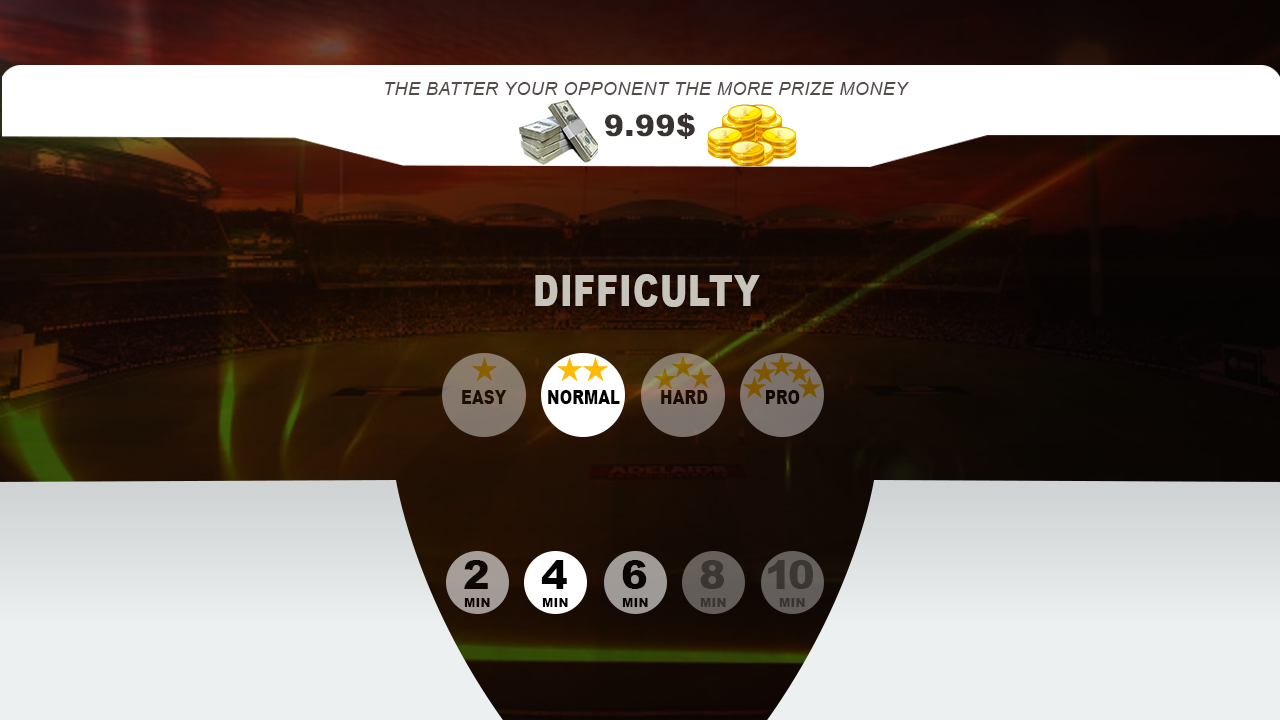 THE BATTER YOUR OPPONENT THE MORE PRIZE MONEY
9.99$
DIFFICULTY
EASY NORMAL HARD PRO
ADELAIDE
2 4 6 8 10
MIN MIN MIN MIN MIN